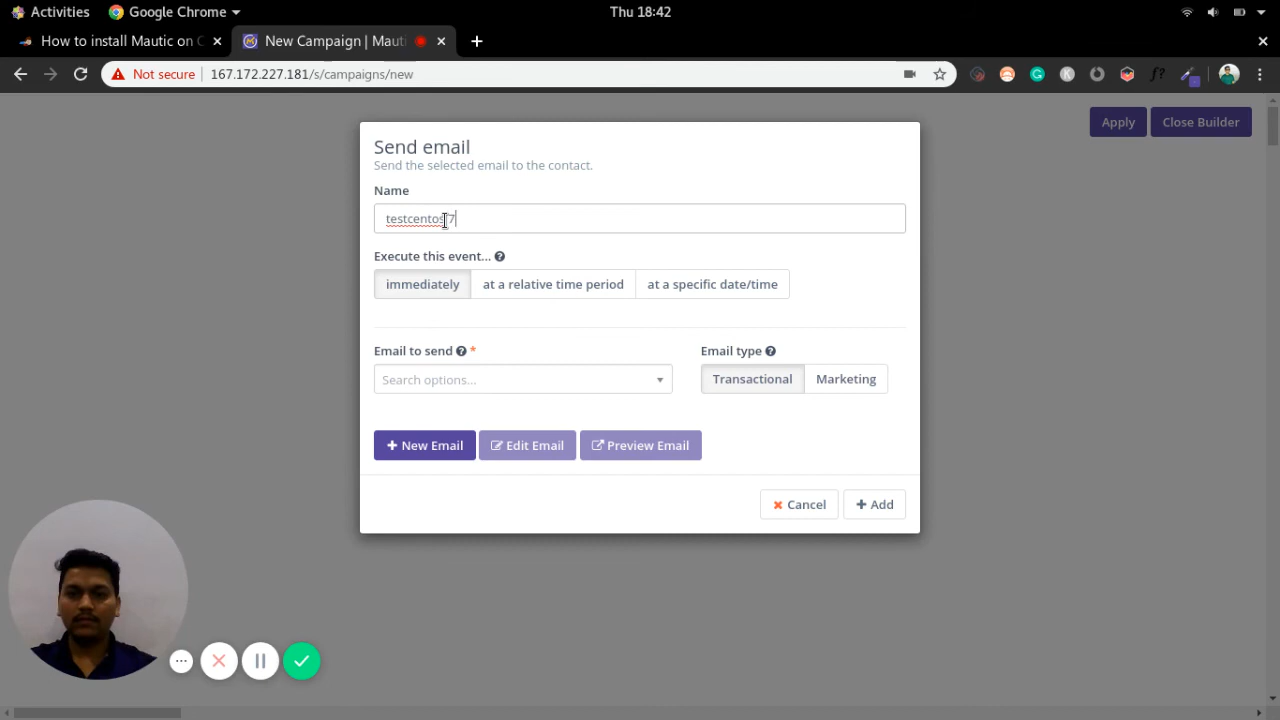 Activities
Google Chrome
Thu 18:42
How to install Mautic on C
New Campaign | Mauti
Not secure
167.172.227.181/s/campaigns/new
f?
Apply
Close Builder
Send email
Send the selected email to the contact.
Name
testcentos 7
Execute this event...
immediately
at a relative time period
at a specific date/time
Email to send *
Email type
Search options...
Transactional
Marketing
+ New Email
Edit Email
Preview Email
Cancel
+ Add